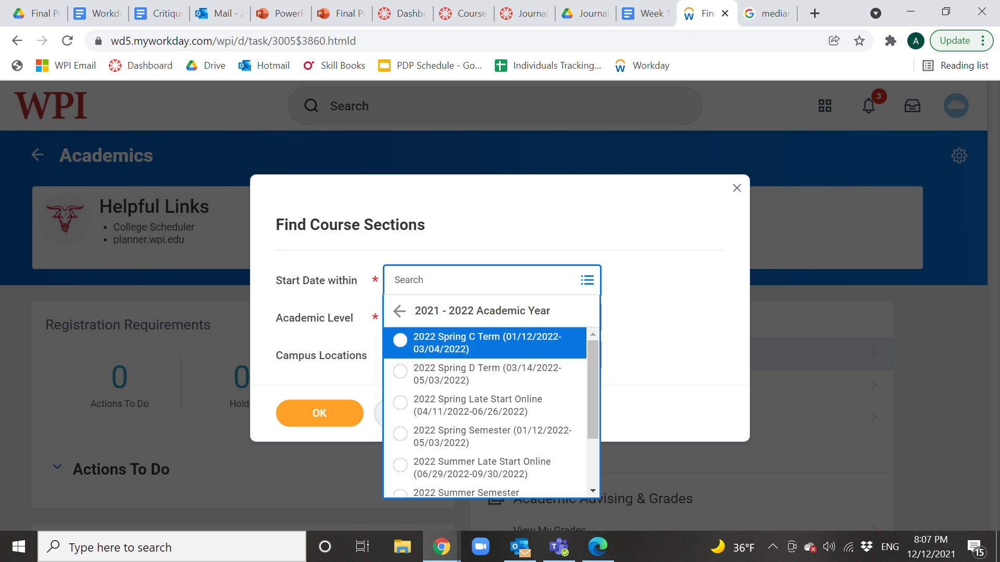 Final Pr
Workda
Critique
Mail - Z
PowerP
Final Pr
Dashbo
Course
Journal
Journal
Week 1
Find
median
wd5.myworkday.com/wpi/d/task/3005$3860.htmld
A
Update
WPI Email
Dashboard
Drive
Hotmail
Skill Books
PDP Schedule - Go...
Individuals Tracking...
Workday
Reading list
WPI
Search
3
Academics
Helpful Links
• College Scheduler
• planner.wpi.edu
Find Course Sections
Start Date within *
Search
2021 - 2022 Academic Year
Academic Level *
2022 Spring C Term (01/12/2022-
03/04/2022)
Campus Locations
2022 Spring D Term (03/14/2022-
05/03/2022)
2022 Spring Late Start Online
(04/11/2022-06/26/2022)
2022 Spring Semester (01/12/2022-
05/03/2022)
2022 Summer Late Start Online
(06/29/2022-09/30/2022)
2022 Summer Semester
OK
Registration Requirements
0
Actions To Do
0
Hold
Actions To Do
Academic Advising & Grades
View My Grades
Type here to search
36°F
ENG
8:07 PM
12/12/2021
15